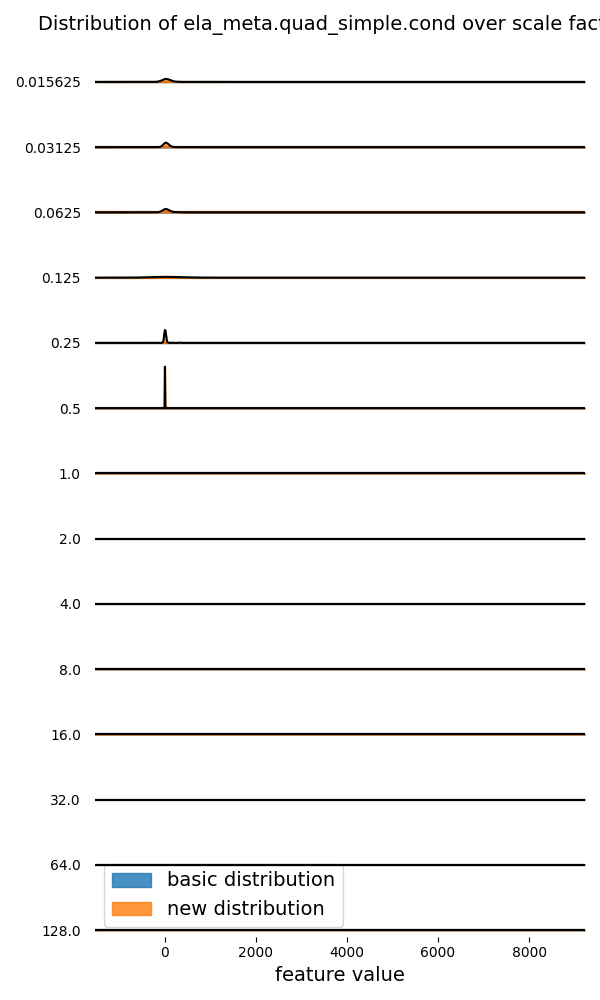 Distribution of ela_meta.quad_simple.cond over scale fact
0.015625
0.03125
0.0625
0.125
0.25
0.5
1.0
2.0
4.0
8.0
16.0
32.0
64.0
basic distribution
new distribution
128.0
0 2000 4000 6000 8000
feature value